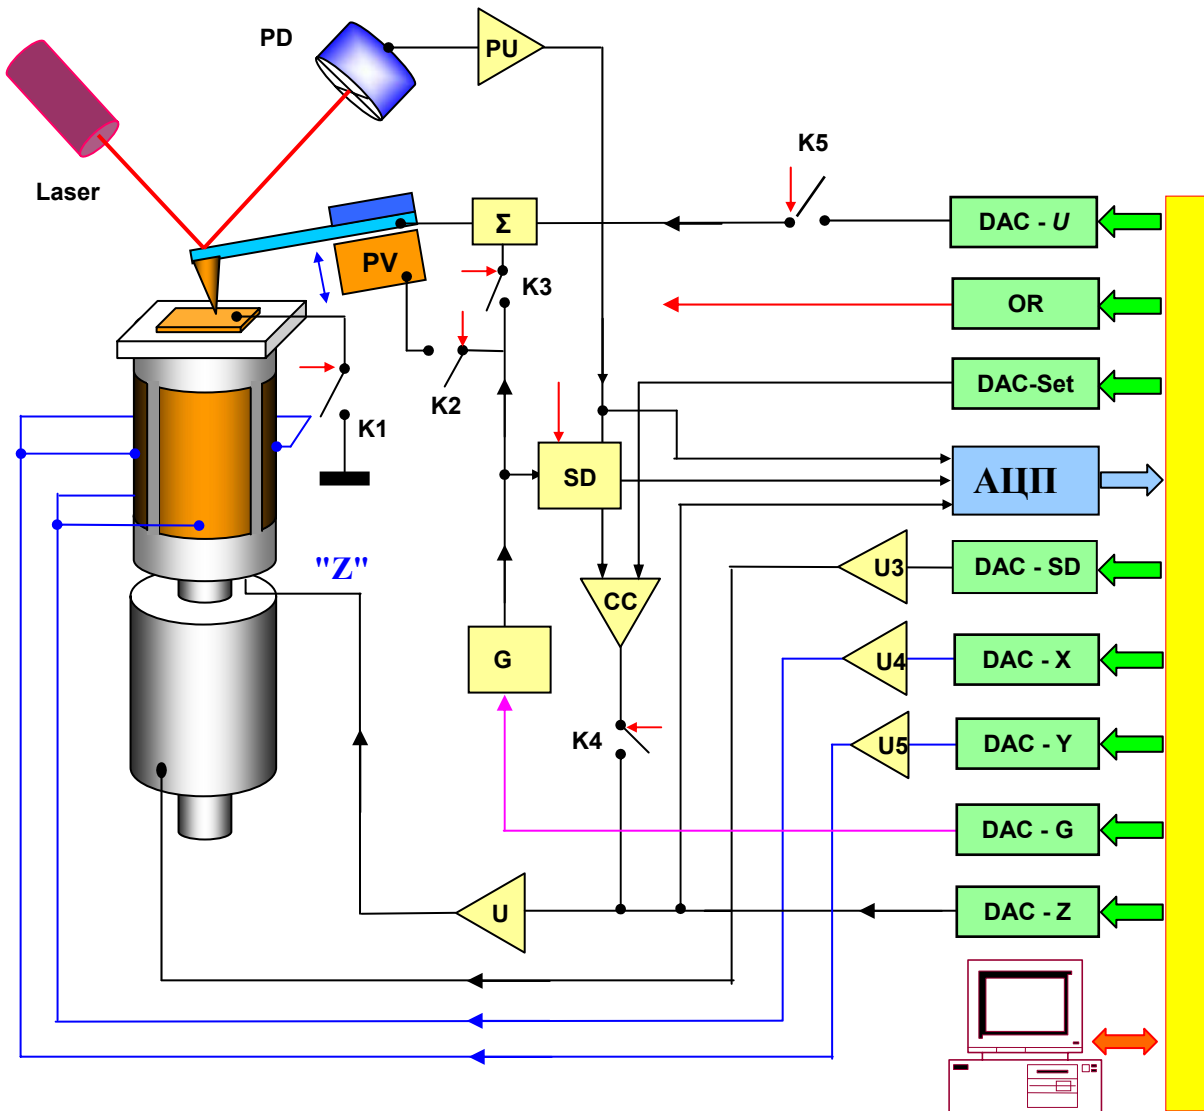 PD
PU
K5
Laser
Σ
DAC - U
PV
K3
OR
K2
DAC-Set
K1
SD
АЦП
"Z"
U3
DAC - SD
CC
G
U4
DAC - X
K4
U5
DAC - Y
DAC - G
U
DAC - Z